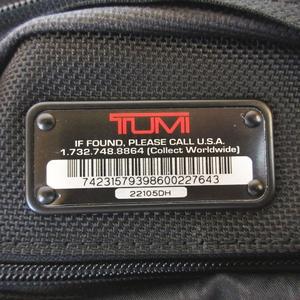 TUMI
IF FOUND, PLEASE CALL U.S.A.
1.732.748.8864 (Collect Worldwide)
74231579398600227643
22105DH